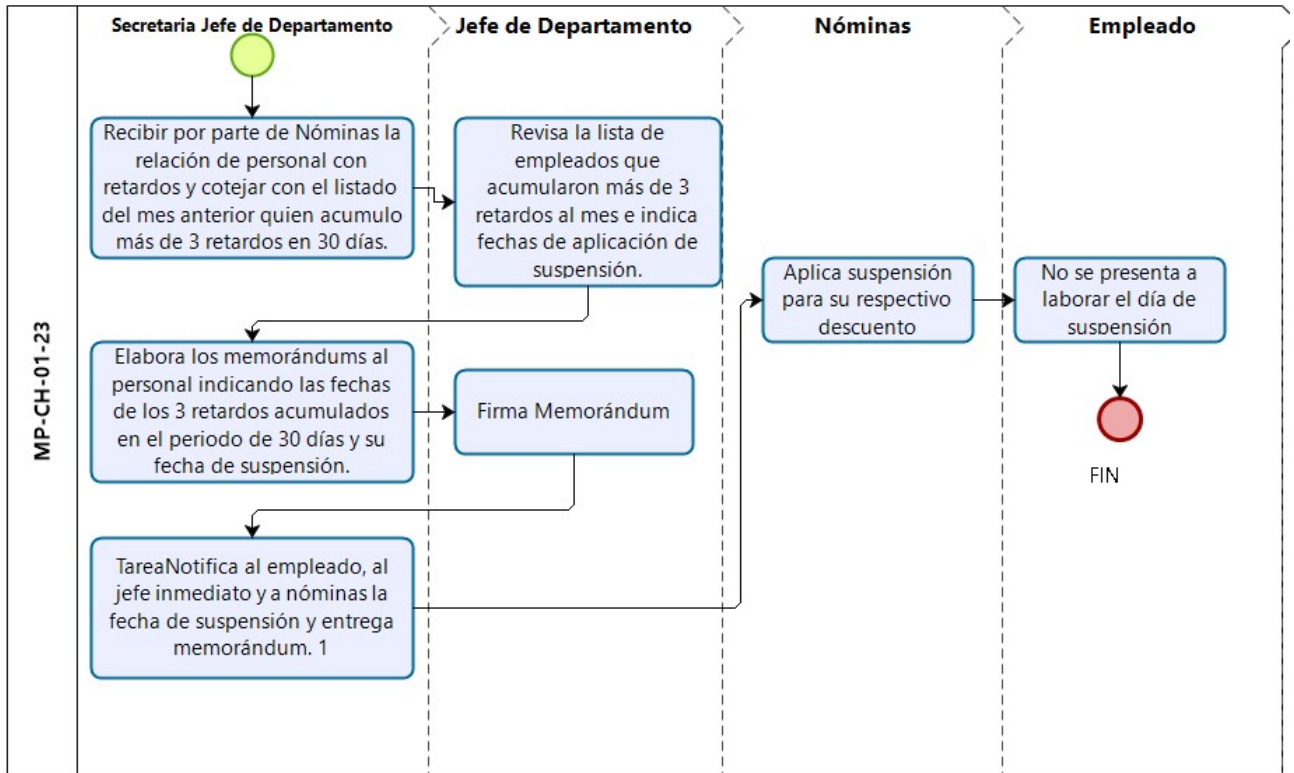 MP-CH-01-23
Secretaria Jefe de Departamento
Jefe de Departamento
Nóminas
Empleado
Recibir por parte de Nóminas la
relación de personal con
retardos y cotejar con el listado
del mes anterior quien acumulo
más de 3 retardos en 30 días.
Revisa la lista de
empleados que
acumularon más de 3
retardos al mes e indica
fechas de aplicación de
suspensión.
Elabora los memorándums al
personal indicando las fechas
de los 3 retardos acumulados
en el periodo de 30 días y su
fecha de suspensión.
Firma Memorándum
TareaNotifica al empleado, al
jefe inmediato y a nóminas la
fecha de suspensión y entrega
memorándum. 1
Aplica suspensión
para su respectivo
descuento
No se presenta a
laborar el día de
suspensión
FIN